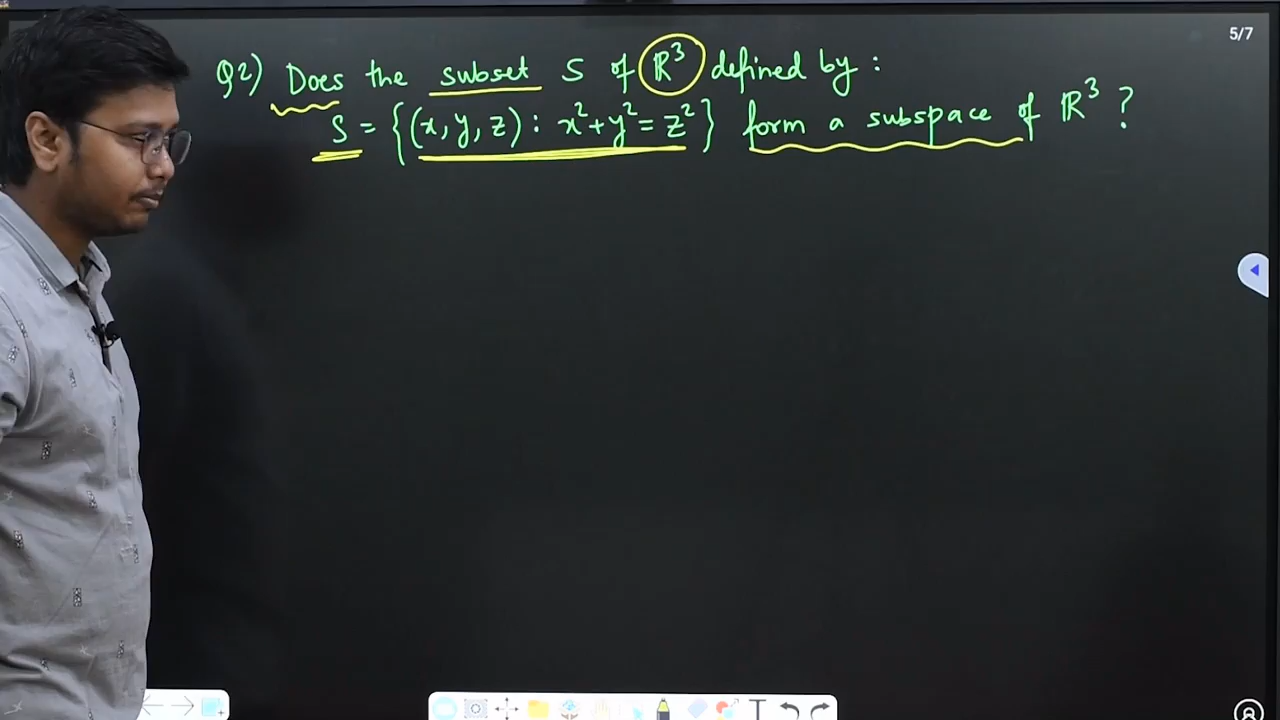 5/7
Q2) Does the subset S of ℝ³ defined by :
S = {(x, y, z) : x² + y² = z²} form a subspace of ℝ³ ?